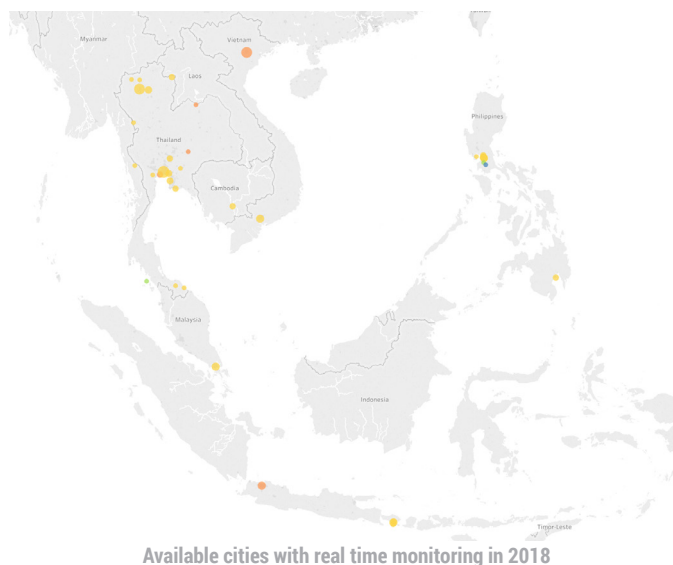 Myanmar
Vietnam
Laos
Thailand
Philippines
Cambodia
Malaysia
Indonesia
Timor-Leste
Available cities with real time monitoring in 2018